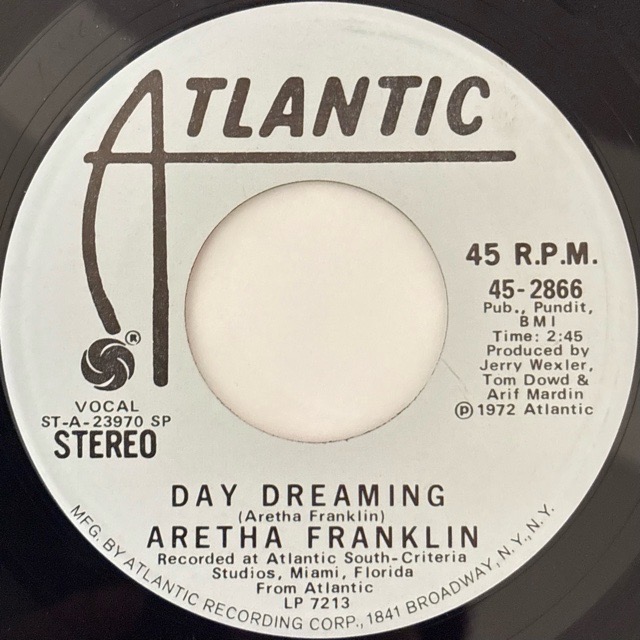 ATLANTIC
®
45 R.P.M.
45-2866
Pub., Pundit,
BMI
Time: 2:45
Produced by
Jerry Wexler,
Tom Dowd &
Arif Mardin
℗ 1972 Atlantic
VOCAL
ST-A-23970 SP
STEREO
DAY DREAMING
(Aretha Franklin)
ARETHA FRANKLIN
Recorded at Atlantic South-Criteria
Studios, Miami, Florida
From Atlantic
LP 7213
MFG. BY ATLANTIC RECORDING CORP., 1841 BROADWAY, N.Y., N.Y.